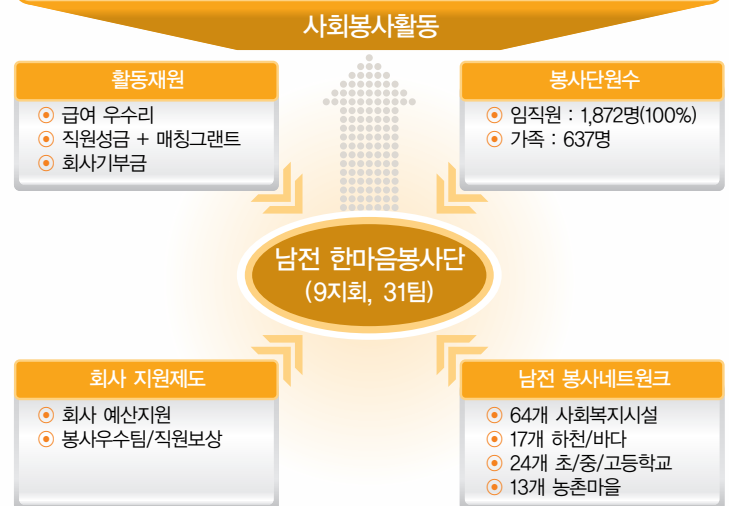 사회봉사활동
활동재원
급여 우수리
직원성금 + 매칭그랜트
회사기부금
봉사단원수
임직원 : 1,872명(100%)
가족 : 637명
남전 한마음봉사단
(9지회, 31팀)
회사 지원제도
회사 예산지원
봉사우수팀/직원보상
남전 봉사네트원크
64개 사회복지시설
17개 하천/바다
24개 초/중/고등학교
13개 농촌마을